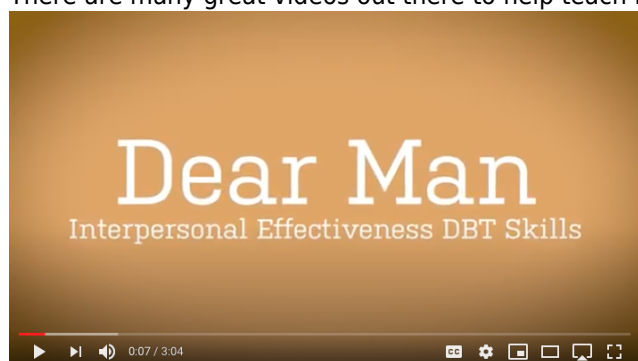 There are many great videos out there to help teach
Dear Man
Interpersonal Effectiveness DBT Skills
0:07 / 3:04
CC